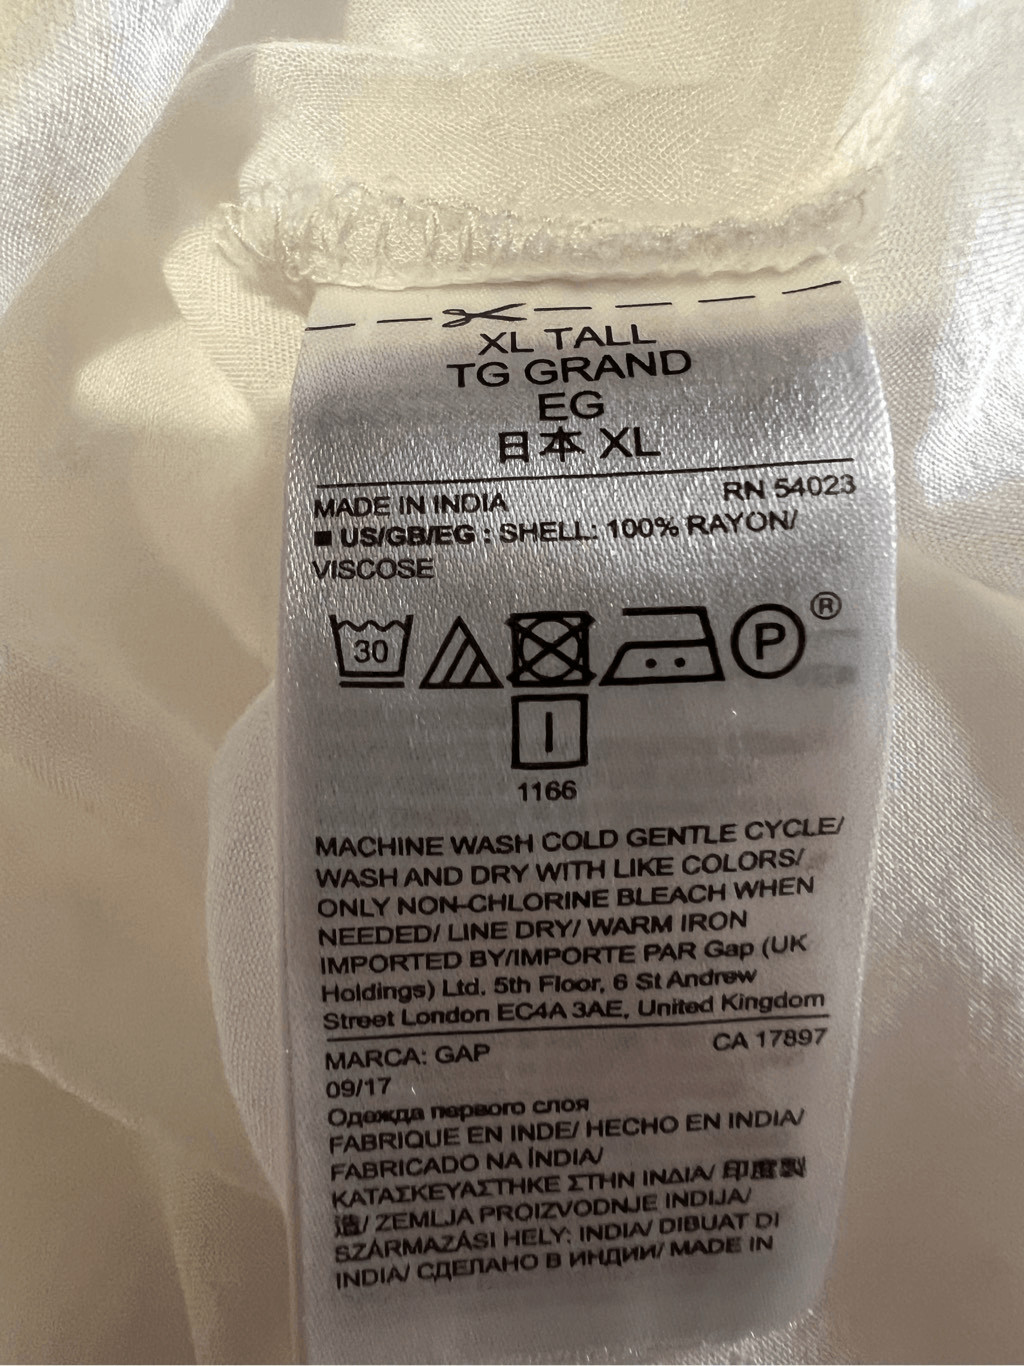 XL TALL
TG GRAND
EG
日本 XL
MADE IN INDIA RN 54023
■ US/GB/EG : SHELL: 100% RAYON/
VISCOSE
30
P ®
1166
MACHINE WASH COLD GENTLE CYCLE/
WASH AND DRY WITH LIKE COLORS/
ONLY NON-CHLORINE BLEACH WHEN
NEEDED/ LINE DRY/ WARM IRON
IMPORTED BY/IMPORTE PAR Gap (UK
Holdings) Ltd. 5th Floor, 6 St Andrew
Street London EC4A 3AE, United Kingdom
MARCA: GAP CA 17897
09/17
Одежда первого слоя
FABRIQUE EN INDE/ HECHO EN INDIA/
FABRICADO NA ÍNDIA/
ΚΑΤΑΣΚΕΥΑΣΤΗΚΕ ΣΤΗΝ ΙΝΔΙΑ/ 印度製
造/ ZEMLJA PROIZVODNJE INDIJA/
SZÁRMAZÁSI HELY: INDIA/ DIBUAT DI
INDIA/ СДЕЛАНО В ИНДИИ/ MADE IN